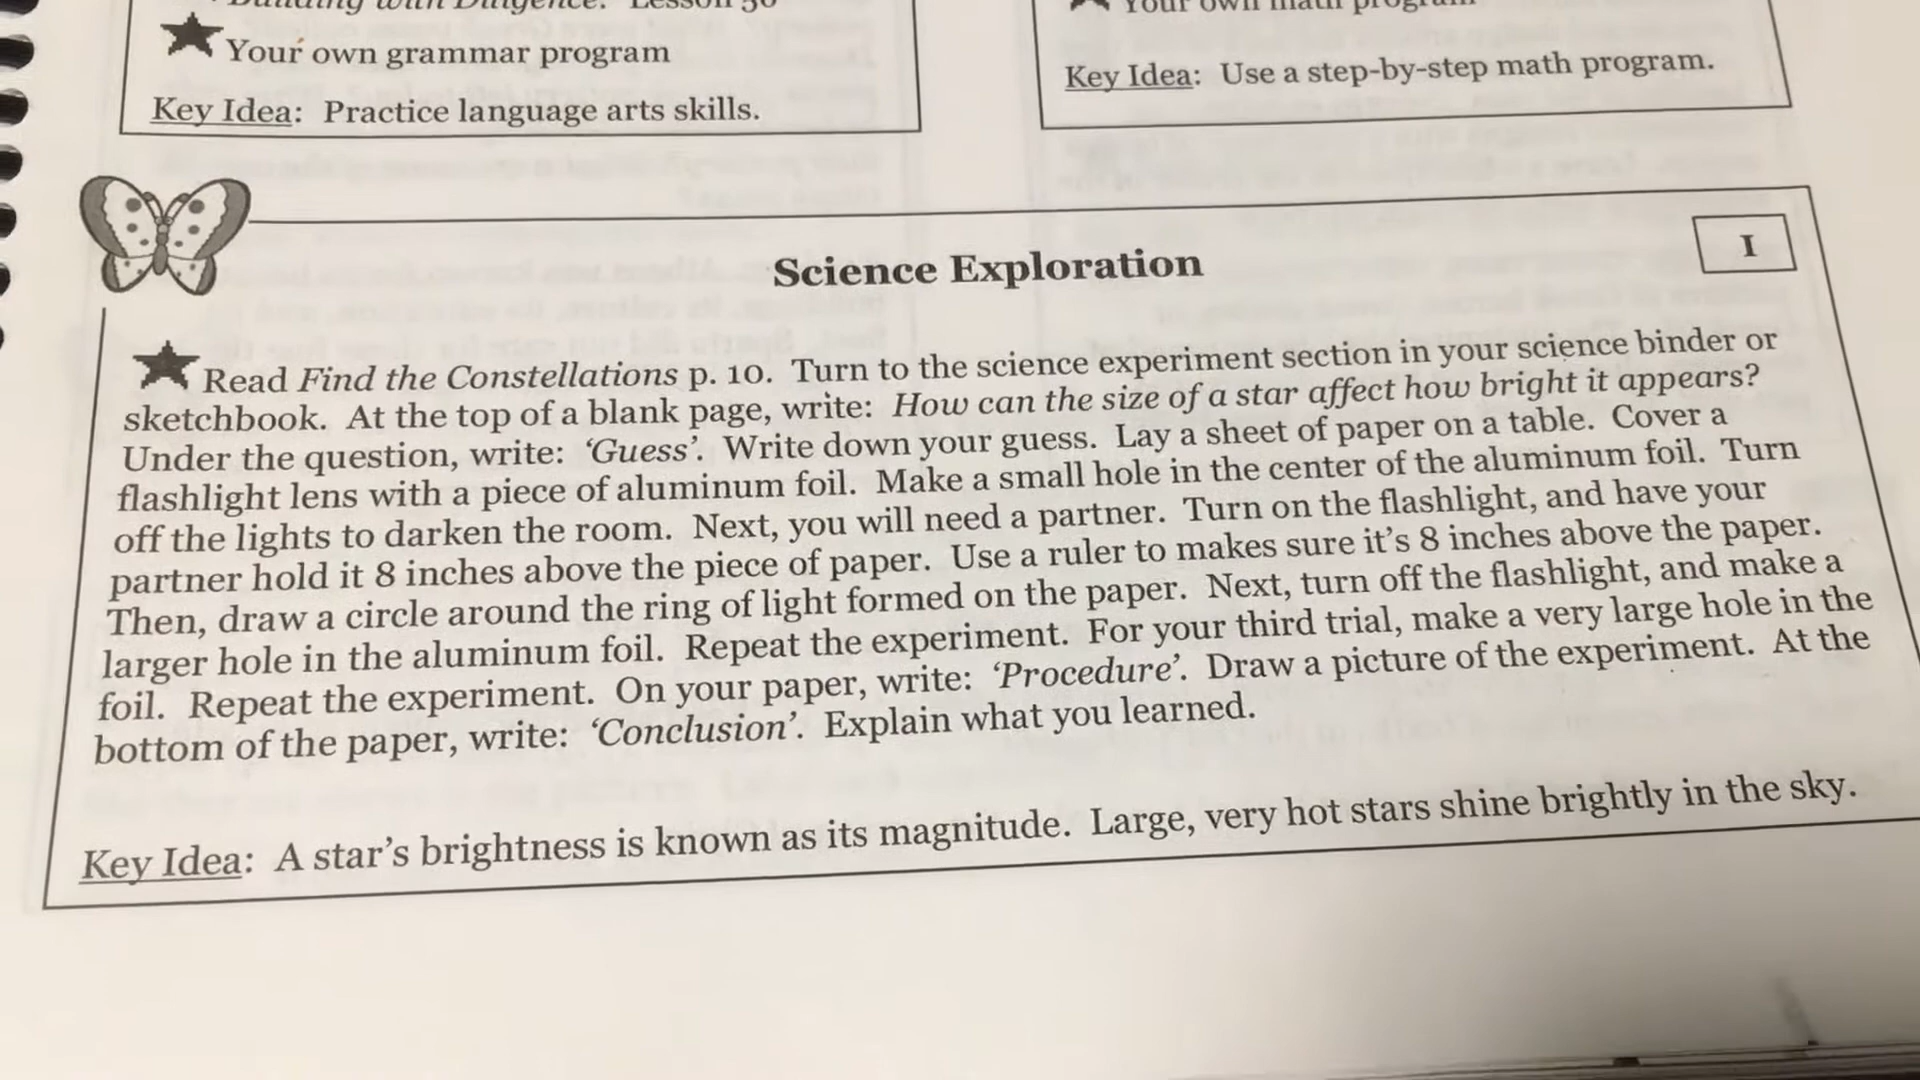 Building with Diligence: Lesson 50
Your own grammar program
Key Idea: Practice language arts skills.
Your own math program
Key Idea: Use a step-by-step math program.
Science Exploration
I
Read Find the Constellations p. 10. Turn to the science experiment section in your science binder or
sketchbook. At the top of a blank page, write: How can the size of a star affect how bright it appears?
Under the question, write: ‘Guess’. Write down your guess. Lay a sheet of paper on a table. Cover a
flashlight lens with a piece of aluminum foil. Make a small hole in the center of the aluminum foil. Turn
off the lights to darken the room. Next, you will need a partner. Turn on the flashlight, and have your
partner hold it 8 inches above the piece of paper. Use a ruler to makes sure it’s 8 inches above the paper.
Then, draw a circle around the ring of light formed on the paper. Next, turn off the flashlight, and make a
larger hole in the aluminum foil. Repeat the experiment. For your third trial, make a very large hole in the
foil. Repeat the experiment. On your paper, write: ‘Procedure’. Draw a picture of the experiment. At the
bottom of the paper, write: ‘Conclusion’. Explain what you learned.
Key Idea: A star’s brightness is known as its magnitude. Large, very hot stars shine brightly in the sky.